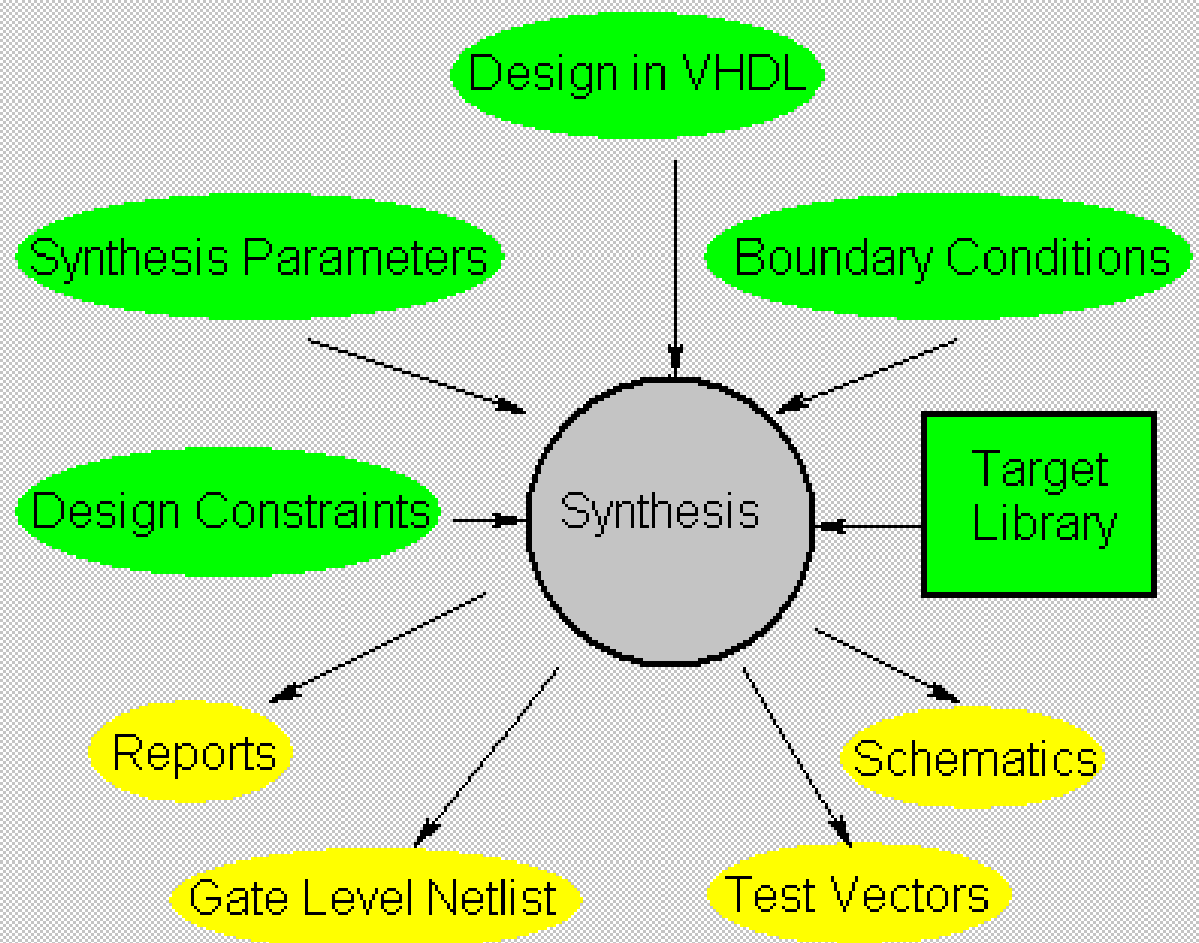 Design in VHDL
Synthesis Parameters
Boundary Conditions
Design Constraints
Synthesis
Target
Library
Reports
Schematics
Gate Level Netlist
Test Vectors